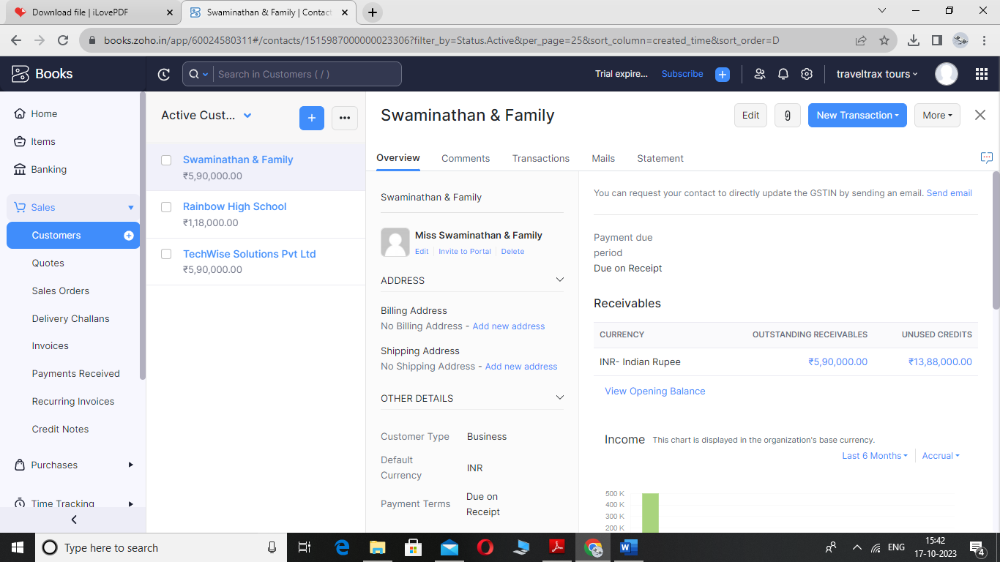 Download file | iLovePDF
Swaminathan & Family | Contact
books.zoho.in/app/60024580311#/contacts/1515987000000023306?filter_by=Status.Active&per_page=25&sort_column=created_time&sort_order=D
Books
Search in Customers ( / )
Trial expire...
Subscribe
traveltrax tours
Home
Items
Banking
Sales
Customers
Quotes
Sales Orders
Delivery Challans
Invoices
Payments Received
Recurring Invoices
Credit Notes
Purchases
Time Tracking
Active Cust...
Swaminathan & Family
₹5,90,000.00
Rainbow High School
₹1,18,000.00
TechWise Solutions Pvt Ltd
₹5,90,000.00
Swaminathan & Family
Edit
New Transaction
More
Overview
Comments
Transactions
Mails
Statement
Swaminathan & Family
Miss Swaminathan & Family
Edit | Invite to Portal | Delete
ADDRESS
Billing Address
No Billing Address - Add new address
Shipping Address
No Shipping Address - Add new address
OTHER DETAILS
Customer Type Business
Default
Currency
INR
Payment Terms
Due on
Receipt
You can request your contact to directly update the GSTIN by sending an email. Send email
Payment due
period
Due on Receipt
Receivables
CURRENCY OUTSTANDING RECEIVABLES UNUSED CREDITS
INR- Indian Rupee ₹5,90,000.00 ₹13,88,000.00
View Opening Balance
Income This chart is displayed in the organization's base currency.
Last 6 Months Accrual
500 K
400 K
300 K
200 K
Type here to search
ENG
15:42
17-10-2023
4